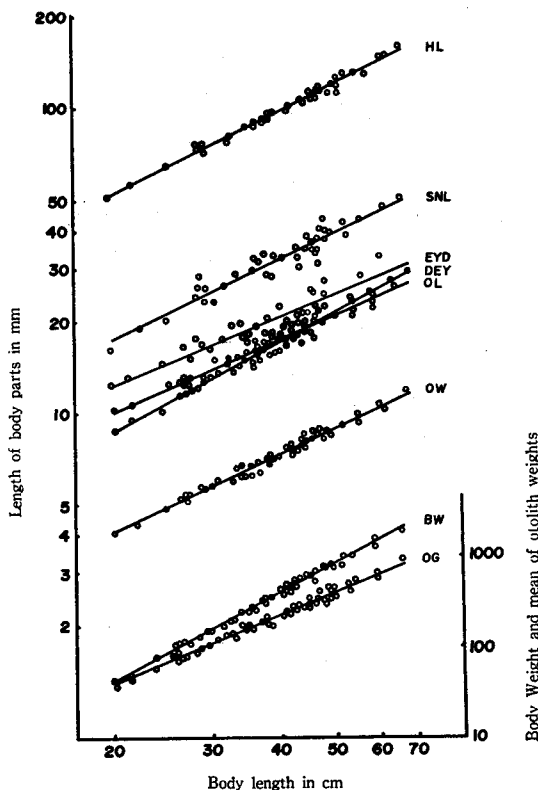 200
100
50
40
30
20
10
5
4
3
2
Length of body parts in mm
HL
SNL
EYD
DEY
OL
OW
BW
OG
1000
100
10
Body Weight and mean of otolith weights
20 30 40 50 60 70
Body length in cm